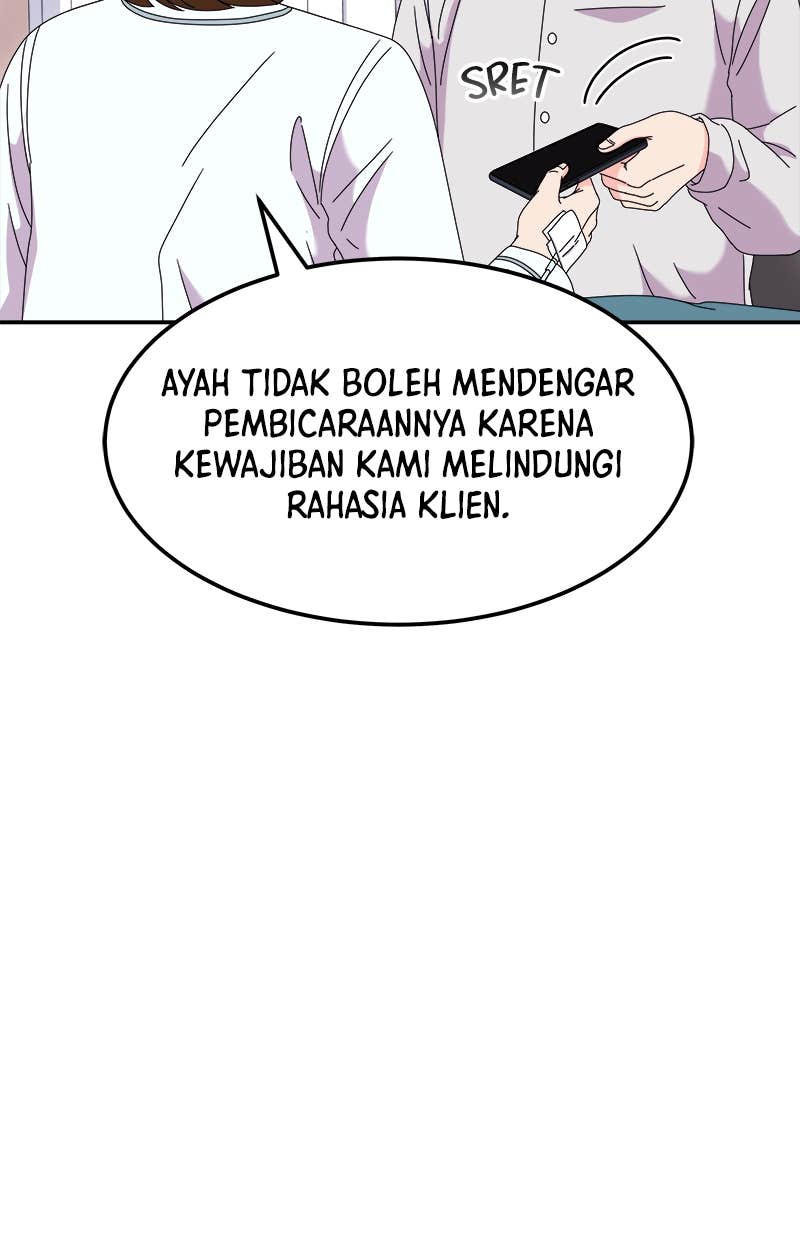 SRET
AYAH TIDAK BOLEH MENDENGAR
PEMBICARAANNYA KARENA
KEWAJIBAN KAMI MELINDUNGI
RAHASIA KLIEN.